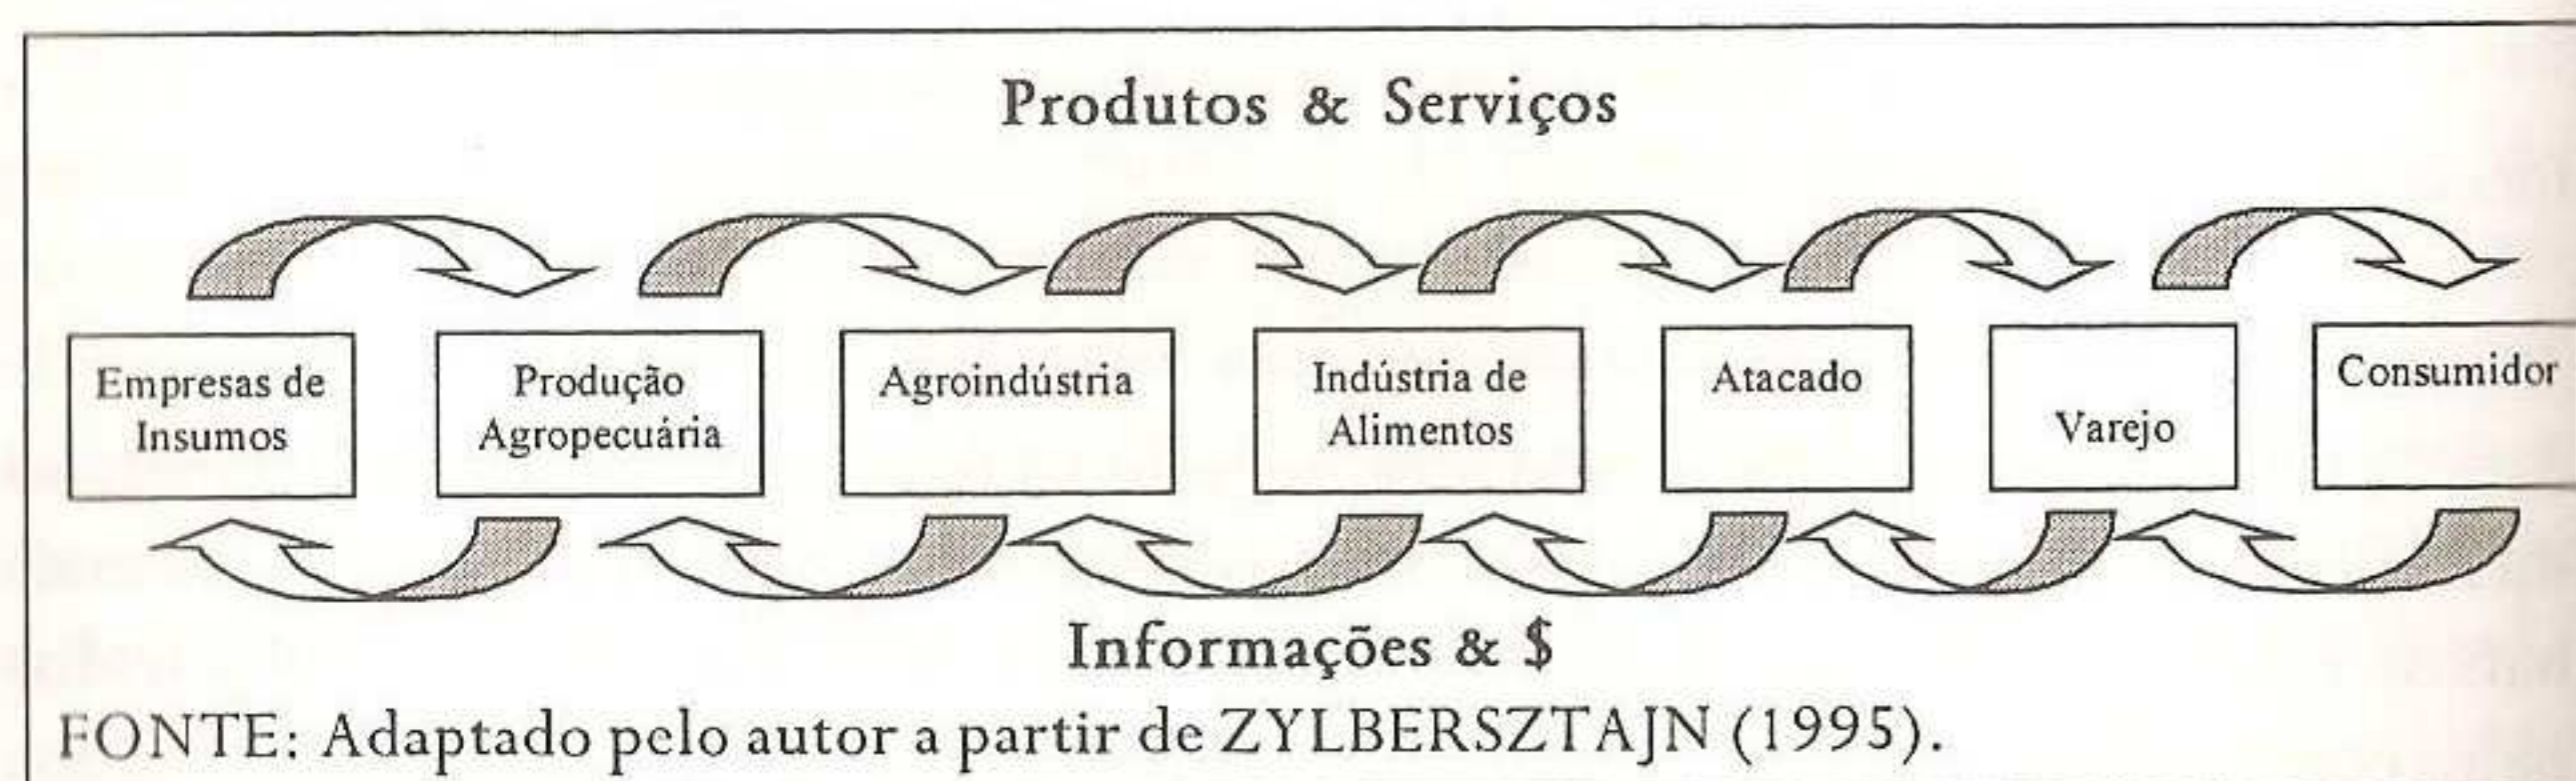 Produtos & Serviços
Empresas de
Insumos
Produção
Agropecuária
Agroindústria
Indústria de
Alimentos
Atacado
Varejo
Consumidor
Informações & $
FONTE: Adaptado pelo autor a partir de ZYLBERSZTAJN (1995).